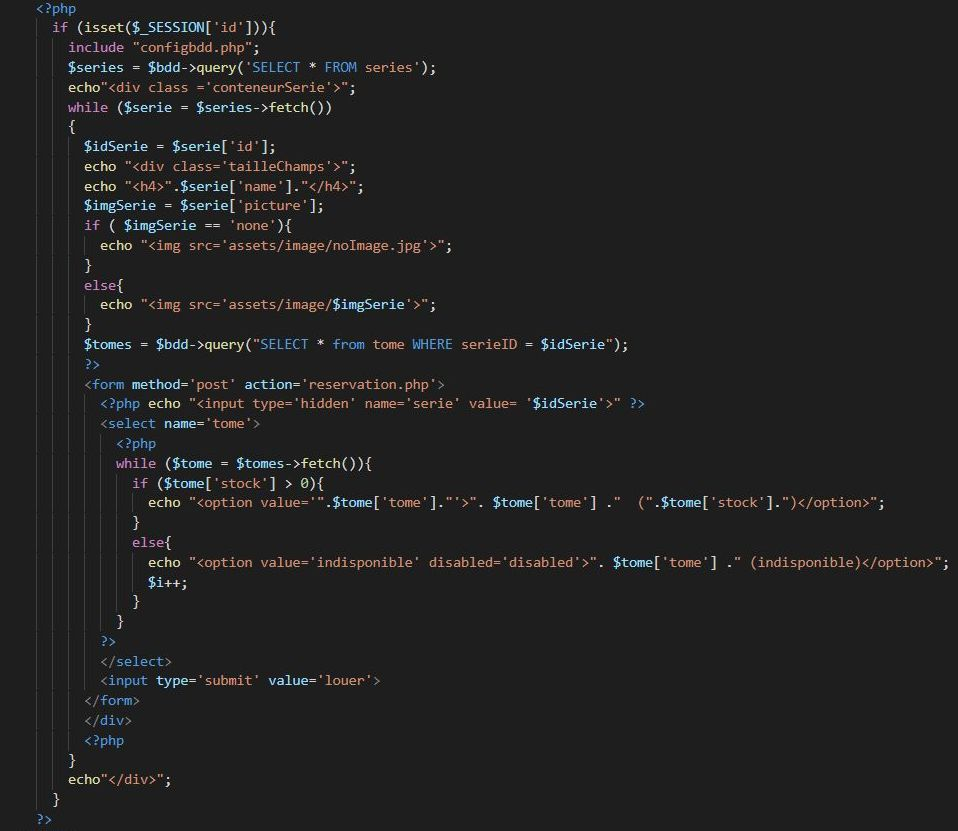 <?php
if (isset($_SESSION['id'])){
include "configbdd.php";
$series = $bdd->query('SELECT * FROM series');
echo"<div class ='conteneurSerie'>";
while ($serie = $series->fetch())
{
$idSerie = $serie['id'];
echo "<div class='tailleChamps'>";
echo "<h4>".$serie['name']."</h4>";
$imgSerie = $serie['picture'];
if ( $imgSerie == 'none'){
echo "<img src='assets/image/noImage.jpg'>";
}
else{
echo "<img src='assets/image/$imgSerie'>";
}
$tomes = $bdd->query("SELECT * from tome WHERE serieID = $idSerie");
?>
<form method='post' action='reservation.php'>
<?php echo "<input type='hidden' name='serie' value= '$idSerie'>" ?>
<select name='tome'>
<?php
while ($tome = $tomes->fetch()){
if ($tome['stock'] > 0){
echo "<option value='".$tome['tome']."'>". $tome['tome'] ."  (".$tome['stock'].")</option>";
}
else{
echo "<option value='indisponible' disabled='disabled'>". $tome['tome'] ." (indisponible)</option>";
$i++;
}
}
?>
</select>
<input type='submit' value='louer'>
</form>
</div>
<?php
}
echo"</div>";
}
?>